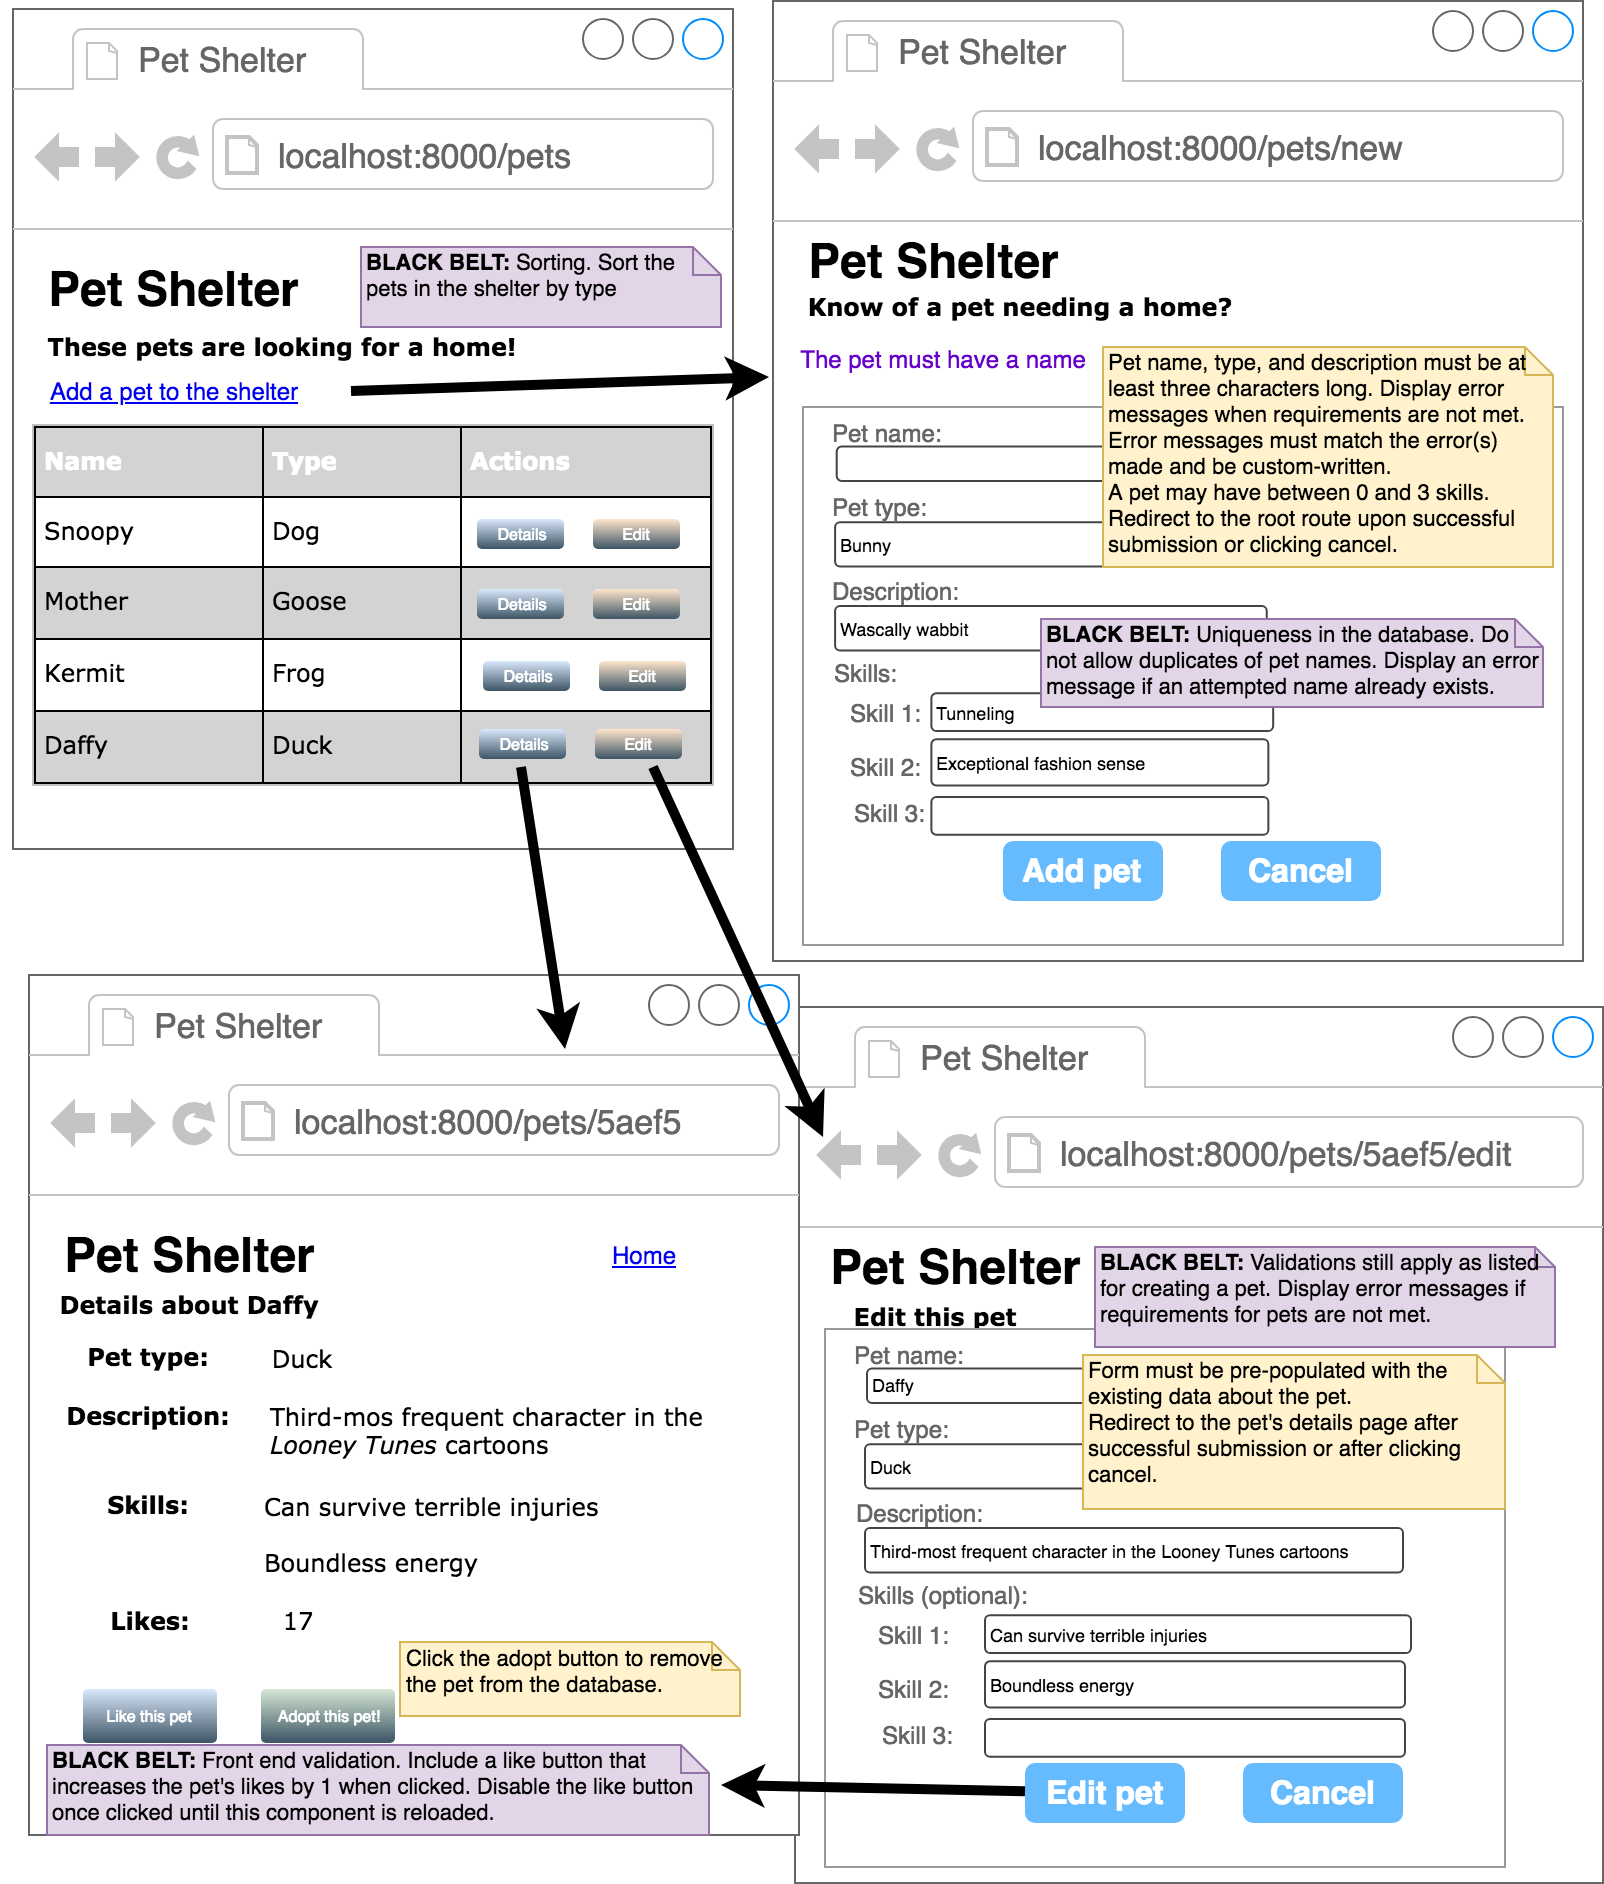 Pet Shelter
localhost:8000/pets
Pet Shelter
BLACK BELT: Sorting. Sort the
pets in the shelter by type
These pets are looking for a home!
Add a pet to the shelter
Name Type Actions
Snoopy Dog Details Edit
Mother Goose Details Edit
Kermit Frog Details Edit
Daffy Duck Details Edit
Pet Shelter
localhost:8000/pets/new
Pet Shelter
Know of a pet needing a home?
The pet must have a name
Pet name, type, and description must be at
least three characters long. Display error
messages when requirements are not met.
Error messages must match the error(s)
made and be custom-written.
A pet may have between 0 and 3 skills.
Redirect to the root route upon successful
submission or clicking cancel.
Pet name:
Pet type:
Bunny
Description:
Wascally wabbit
BLACK BELT: Uniqueness in the database. Do
not allow duplicates of pet names. Display an error
message if an attempted name already exists.
Skills:
Skill 1: Tunneling
Skill 2: Exceptional fashion sense
Skill 3:
Add pet Cancel
Pet Shelter
localhost:8000/pets/5aef5
Pet Shelter Home
Details about Daffy
Pet type: Duck
Description: Third-mos frequent character in the
Looney Tunes cartoons
Skills: Can survive terrible injuries
Boundless energy
Likes: 17
Click the adopt button to remove
the pet from the database.
Like this pet Adopt this pet!
BLACK BELT: Front end validation. Include a like button that
increases the pet's likes by 1 when clicked. Disable the like button
once clicked until this component is reloaded.
Pet Shelter
localhost:8000/pets/5aef5/edit
Pet Shelter
BLACK BELT: Validations still apply as listed
for creating a pet. Display error messages if
requirements for pets are not met.
Edit this pet
Pet name:
Daffy
Form must be pre-populated with the
existing data about the pet.
Redirect to the pet's details page after
successful submission or after clicking
cancel.
Pet type:
Duck
Description:
Third-most frequent character in the Looney Tunes cartoons
Skills (optional):
Skill 1: Can survive terrible injuries
Skill 2: Boundless energy
Skill 3:
Edit pet Cancel